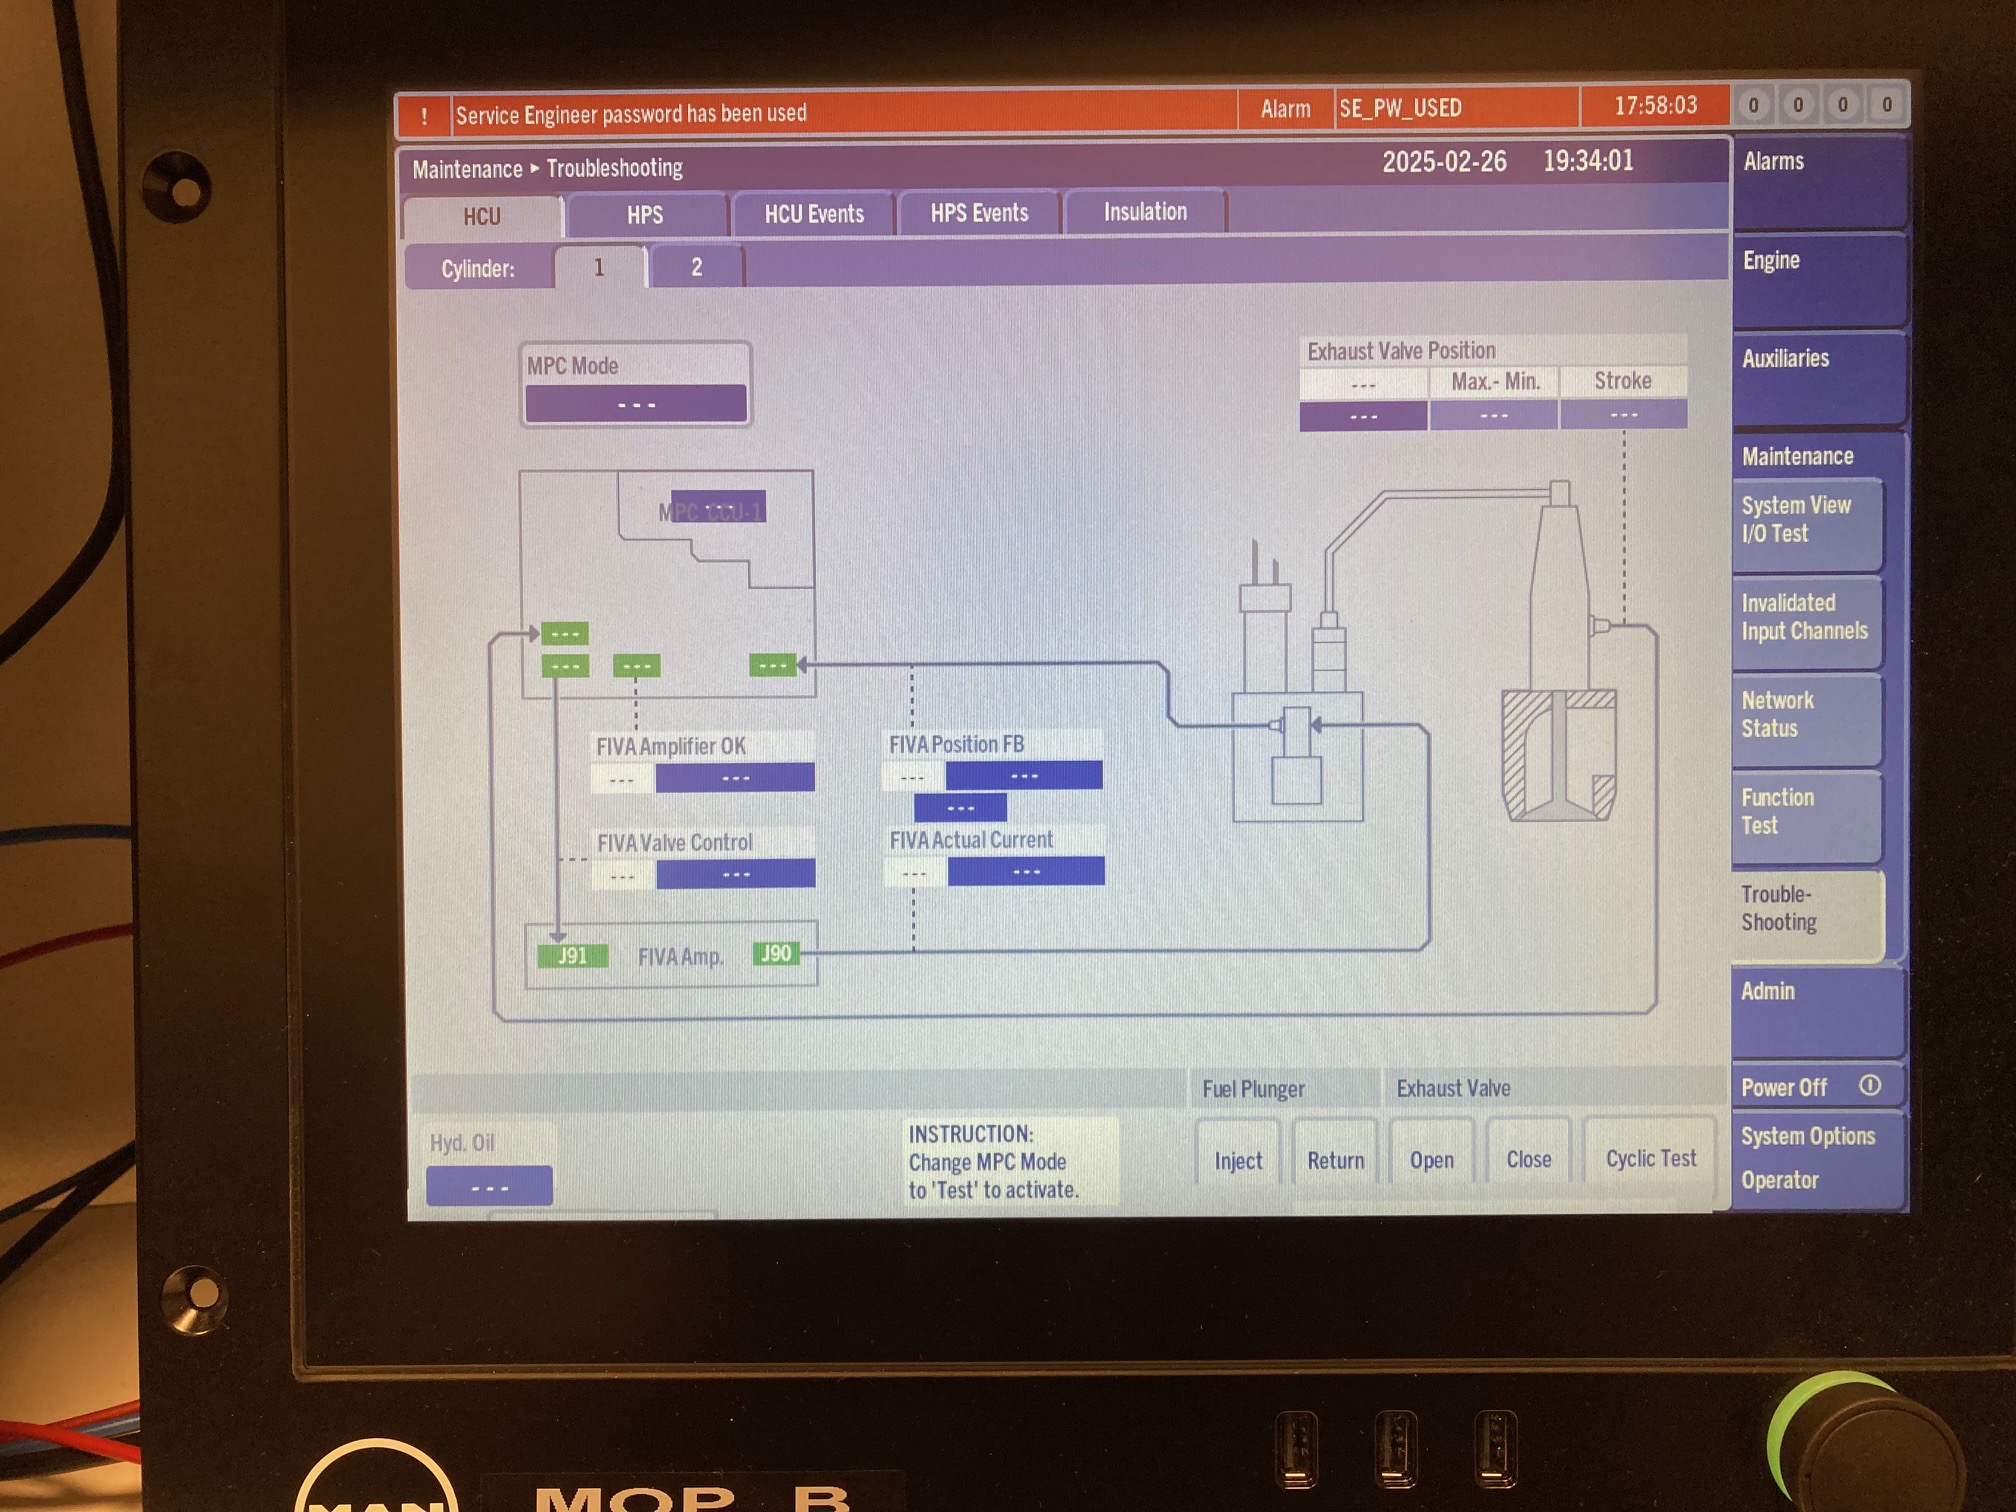 ! Service Engineer password has been used Alarm SE_PW_USED 17:58:03 0 0 0 0
Maintenance ▸ Troubleshooting 2025-02-26 19:34:01
HCU HPS HCU Events HPS Events Insulation
Cylinder: 1 2
MPC Mode
---
Exhaust Valve Position
--- Max.- Min. Stroke
--- --- ---
MPC CCU-1
---
---
--- --- ---
FIVA Amplifier OK
--- ---
FIVA Position FB
--- ---
---
FIVA Valve Control
--- ---
FIVA Actual Current
--- ---
J91 FIVA Amp. J90
Hyd. Oil
---
INSTRUCTION:
Change MPC Mode
to 'Test' to activate.
Fuel Plunger
Inject Return
Exhaust Valve
Open Close Cyclic Test
Alarms
Engine
Auxiliaries
Maintenance
System View
I/O Test
Invalidated
Input Channels
Network
Status
Function
Test
Trouble-
Shooting
Admin
Power Off
System Options
Operator
MAN
MOP B